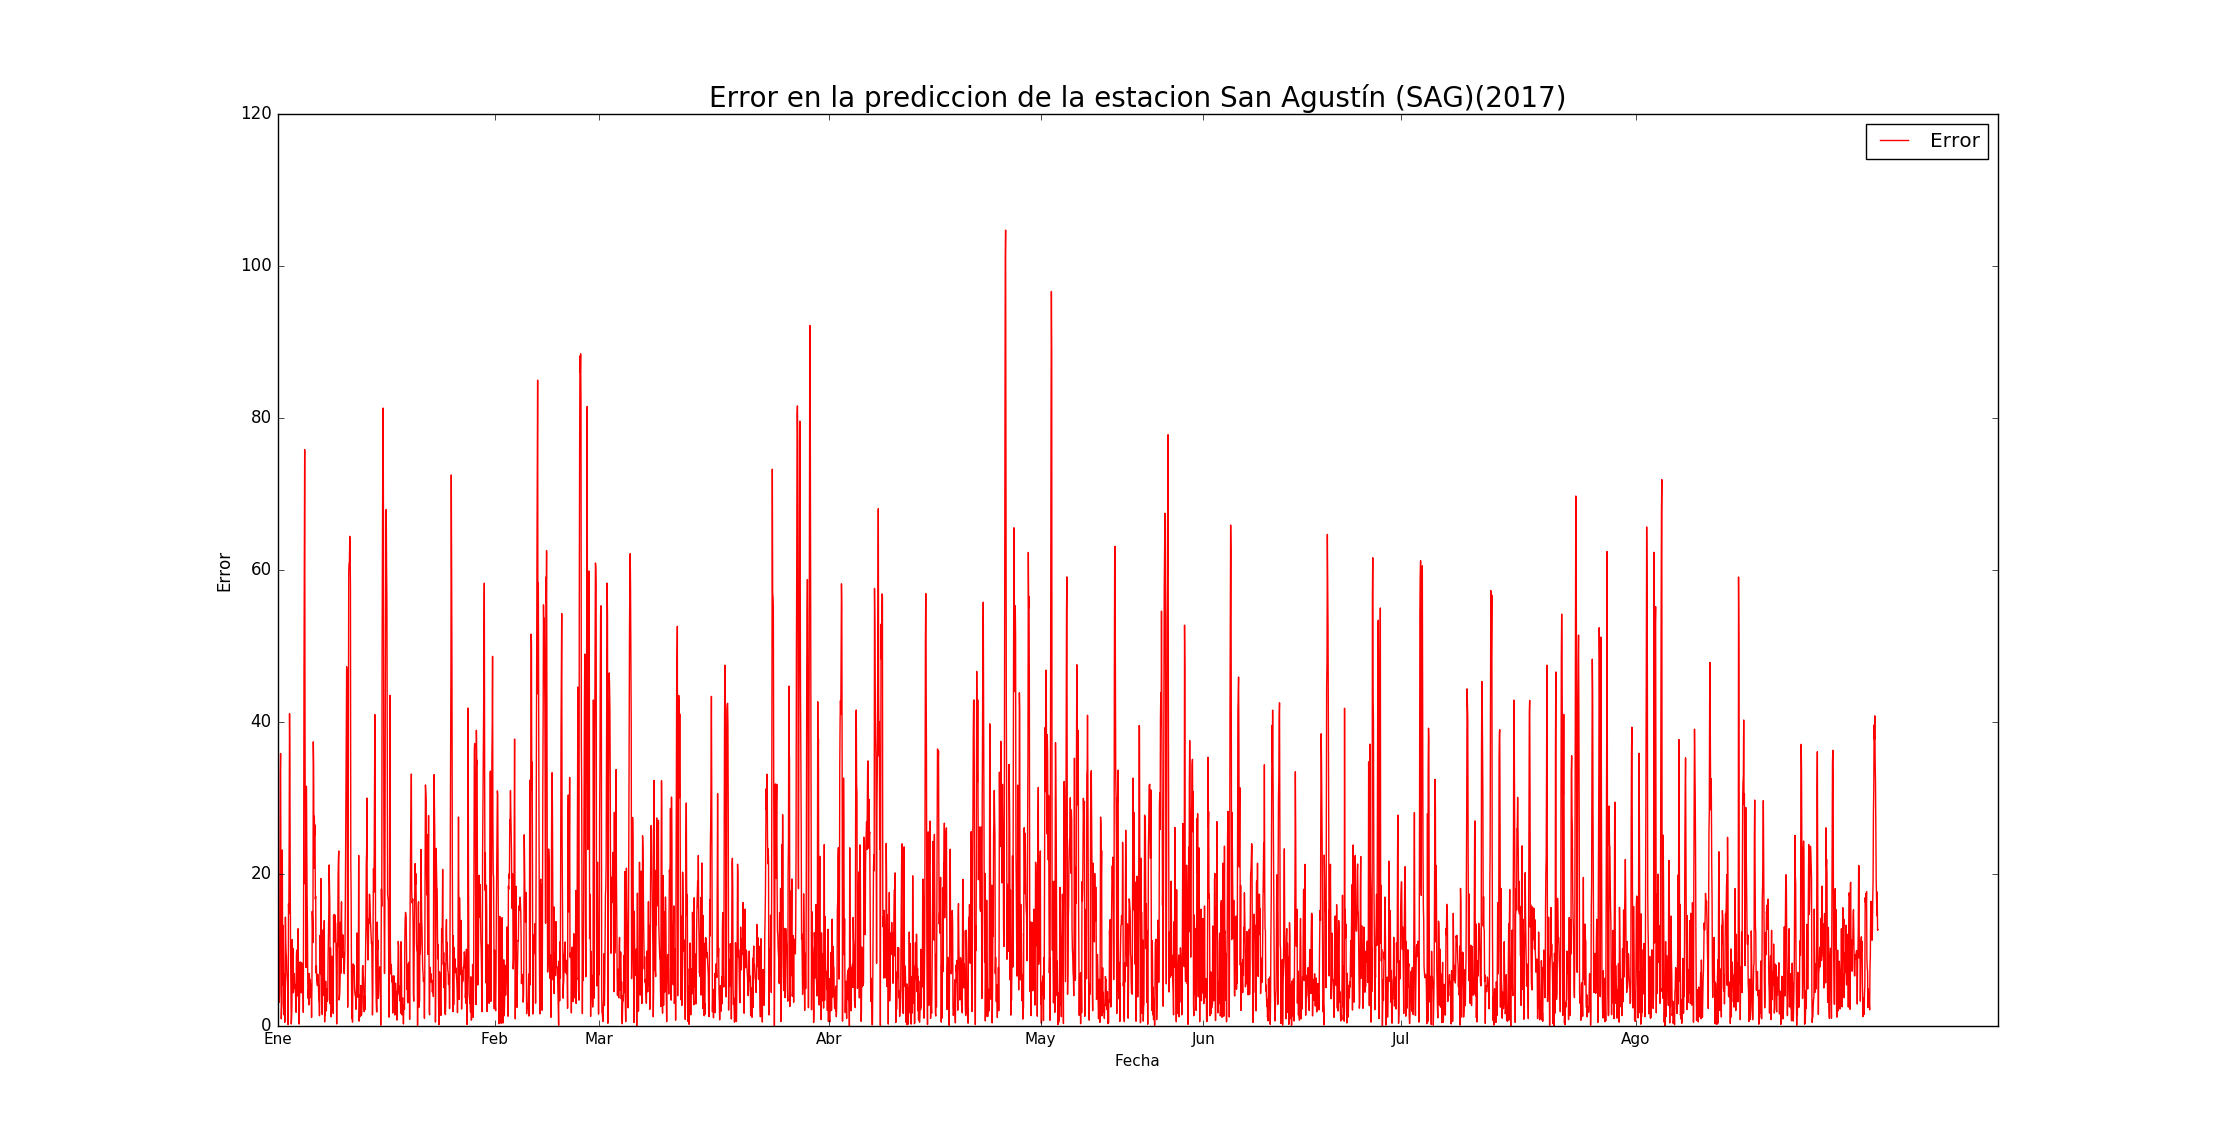 Error en la prediccion de la estacion San Agustín (SAG)(2017)
120
100
80
60
40
20
0
Error
Error
Ene Feb Mar Abr May Jun Jul Ago
Fecha